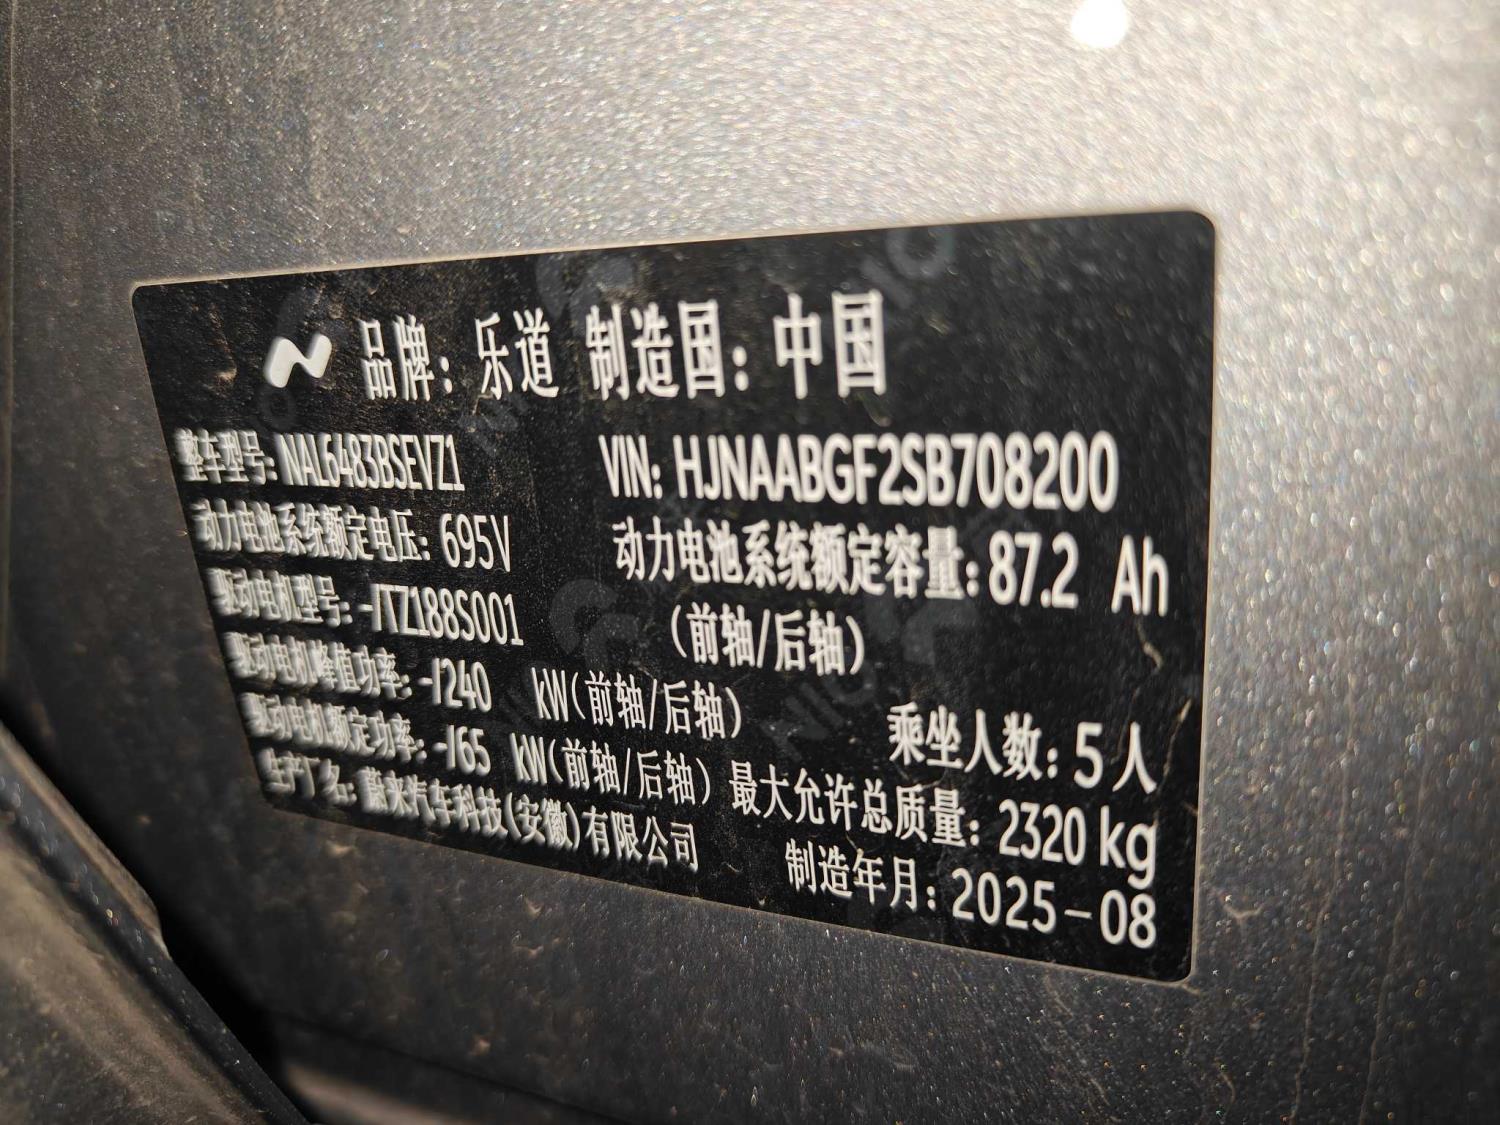 品牌：乐道 制造国：中国
整车型号：NAL6483BSEVZ1 VIN：HJNAABGF2SB708200
动力电池系统额定电压：695V 动力电池系统额定容量：87.2 Ah
驱动电机型号：-/TZ188S001 (前轴/后轴)
驱动电机峰值功率：-/240 kW(前轴/后轴) 乘坐人数：5人
驱动电机额定功率：-/65 kW(前轴/后轴) 最大允许总质量：2320 kg
生产厂名：蔚来汽车科技(安徽)有限公司 制造年月：2025-08